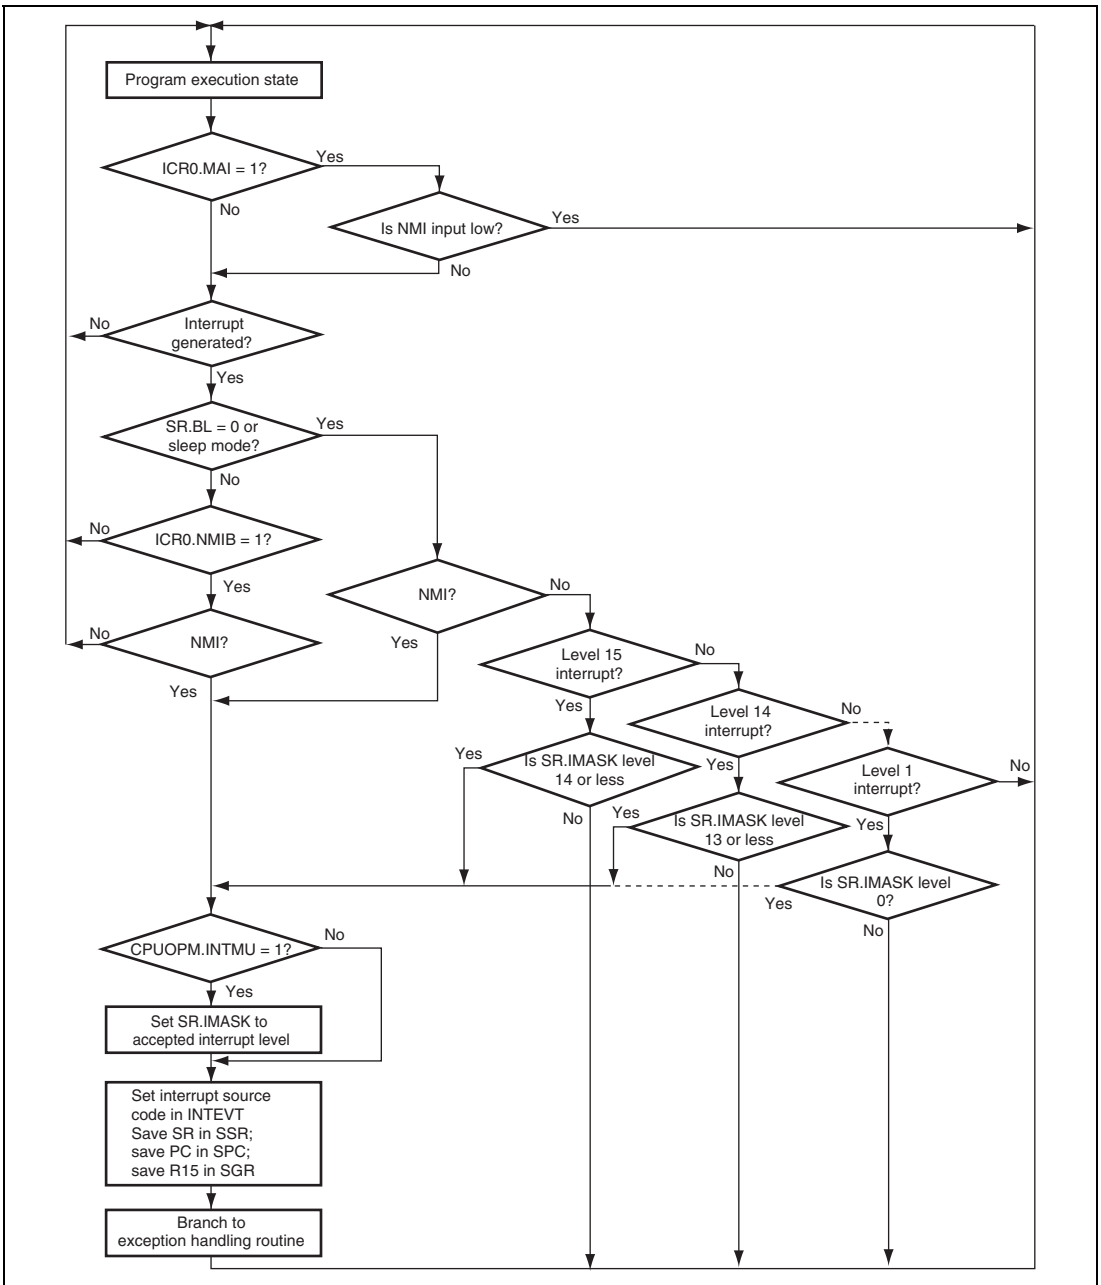 Program execution state
ICR0.MAI = 1?
Yes
No
Is NMI input low?
Yes
No
Interrupt
generated?
No
Yes
SR.BL = 0 or
sleep mode?
Yes
No
ICR0.NMIB = 1?
No
Yes
NMI?
No
Yes
NMI?
No
Yes
Level 15
interrupt?
No
Yes
Level 14
interrupt?
No
Yes
Level 1
interrupt?
No
Yes
Is SR.IMASK level
14 or less
Yes
No
Is SR.IMASK level
13 or less
Yes
No
Is SR.IMASK level
0?
Yes
No
CPUOPM.INTMU = 1?
No
Yes
Set SR.IMASK to
accepted interrupt level
Set interrupt source
code in INTEVT
Save SR in SSR;
save PC in SPC;
save R15 in SGR
Branch to
exception handling routine